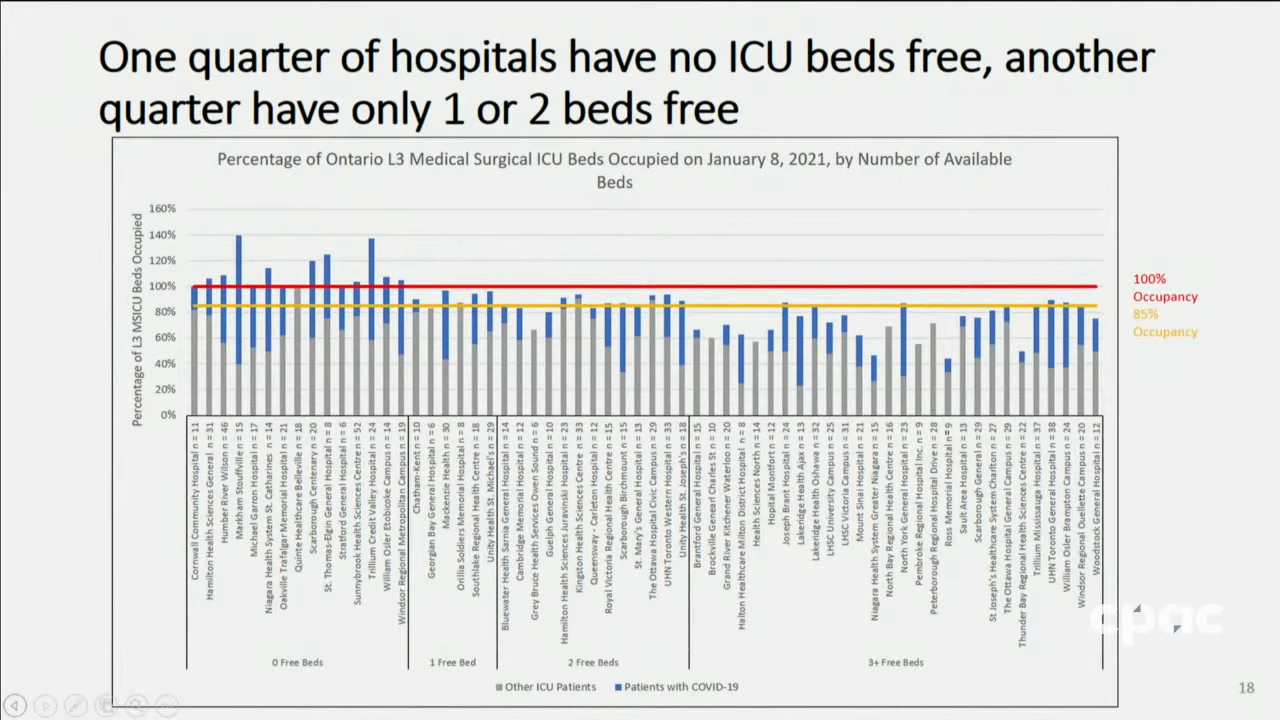 One quarter of hospitals have no ICU beds free, another
quarter have only 1 or 2 beds free
Percentage of Ontario L3 Medical Surgical ICU Beds Occupied on January 8, 2021, by Number of Available
Beds
Percentage of L3 MSICU Beds Occupied
160%
140%
120%
100%
80%
60%
40%
20%
0%
100%
Occupancy
85%
Occupancy
Cornwall Community Hospital n = 11
Hamilton Health Sciences General n = 31
Humber River Wilson n = 46
Markham Stouffville n = 15
Michael Garron Hospital n = 17
Niagara Health System St. Catharines n = 14
Oakville Trafalgar Memorial Hospital n = 21
Quinte Healthcare Belleville n = 18
Scarborough Centenary n = 20
St. Thomas-Elgin General Hospital n = 8
Stratford General Hospital n = 6
Sunnybrook Health Sciences Centre n = 52
Trillium Credit Valley Hospital n = 24
William Osler Etobicoke Campus n = 14
Windsor Regional Metropolitan Campus n = 19
Chatham-Kent n = 10
Georgian Bay General Hospital n = 6
Mackenzie Health n = 30
Orillia Soldiers Memorial Hospital n = 8
Southlake Regional Health Centre n = 18
Unity Health St. Michael's n = 29
Bluewater Health Sarnia General Hospital n = 14
Cambridge Memorial Hospital n = 12
Grey Bruce Health Services Owen Sound n = 6
Guelph General Hospital n = 10
Hamilton Health Sciences Juravinski Hospital n = 23
Kingston Health Sciences Centre n = 33
Queensway - Carleton Hospital n = 12
Royal Victoria Regional Health Centre n = 15
Scarborough Birchmount n = 15
St. Mary's General Hospital n = 13
The Ottawa Hospital Civic Campus n = 29
UHN Toronto Western Hospital n = 33
Unity Health St. Joseph's n = 18
Brantford General Hospital n = 15
Brockville Genearl Charles St n = 10
Grand River Kitchener Waterloo n = 20
Halton Healthcare Milton District Hospital n = 8
Health Sciences North n = 14
Hopital Montfort n = 12
Joseph Brant Hospital n = 24
Lakeridge Health Ajax n = 13
Lakeridge Health Oshawa n = 32
LHSC University Campus n = 25
LHSC Victoria Campus n = 31
Mount Sinai Hospital n = 21
Niagara Health System Greater Niagara n = 15
North Bay Regional Health Centre n = 16
North York General Hospital n = 23
Pembroke Regional Hospital Inc. n = 9
Peterborough Regional Hospital Drive n = 28
Ross Memorial Hospital n = 9
Sault Area Hospital n = 13
Scarborough General n = 29
St Joseph's Healthcare System Charlton n = 27
The Ottawa Hospital General Campus n = 29
Thunder Bay Regional Health Sciences Centre n = 22
Trillium Mississauga Hospital n = 37
UHN Toronto General Hospital n = 38
William Osler Brampton Campus n = 24
Windsor Regional Ouellette Campus n = 20
Woodstock General Hospital n = 12
0 Free Beds
1 Free Bed
2 Free Beds
3+ Free Beds
Other ICU Patients
Patients with COVID-19
cpac
18